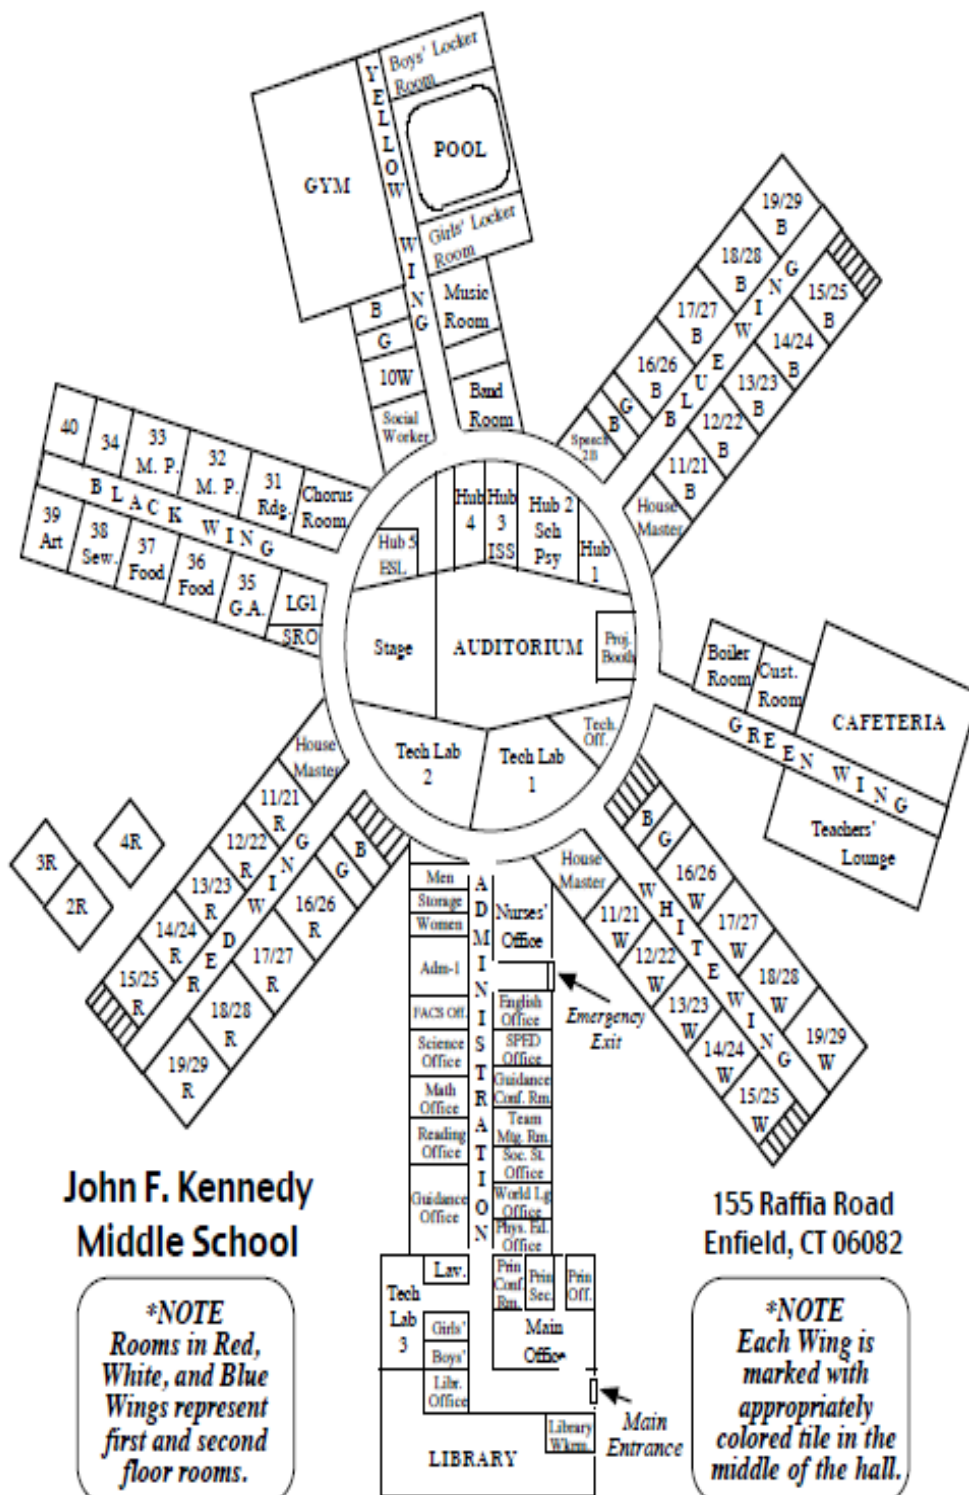 Boys' Locker
Room
YELLOW WING
GYM
POOL
Girls' Locker
Room
Music
Room
B
G
10W
Social
Worker
Band
Room
19/29
B
18/28
B
17/27
B
16/26
B
G
B
Speech
2B
BLUE WING
15/25
B
14/24
B
13/23
B
12/22
B
11/21
B
House
Master
40
34
33
M. P.
32
M. P.
31
Rdg.
Chorus
Room
BLACK WING
39
Art
38
Sew.
37
Food
36
Food
35
G.A.
LG1
SRO
Hub 5
ESL
Hub
4
Hub
3
ISS
Hub 2
Sch
Psy
Hub
1
Stage
AUDITORIUM
Proj.
Booth
Tech Lab
2
Tech Lab
1
Tech.
Off.
Boiler
Room
Cust.
Room
CAFETERIA
GREEN WING
Teachers'
Lounge
House
Master
11/21
R
12/22
R
13/23
R
14/24
R
15/25
R
RED WING
B
G
16/26
R
17/27
R
18/28
R
19/29
R
3R
4R
2R
House
Master
11/21
W
12/22
W
13/23
W
14/24
W
15/25
W
WHITE WING
B
G
16/26
W
17/27
W
18/28
W
19/29
W
Men
Storage
Women
Adm-1
FACS Off.
Science
Office
Math
Office
Reading
Office
Guidance
Office
ADMINISTRATION
Nurses'
Office
Emergency
Exit
English
Office
SPED
Office
Guidance
Conf. Rm.
Team
Mtg. Rm.
Soc. St.
Office
World Lg
Office
Phys. Ed.
Office
Lav.
Tech
Lab
3
Girls'
Boys'
Libr.
Office
Prin
Conf.
Rm.
Prin
Sec.
Prin
Off.
Main
Office
Main
Entrance
Library
Wkrm.
LIBRARY
John F. Kennedy
Middle School
155 Raffia Road
Enfield, CT 06082
*NOTE
Rooms in Red,
White, and Blue
Wings represent
first and second
floor rooms.
*NOTE
Each Wing is
marked with
appropriately
colored tile in the
middle of the hall.